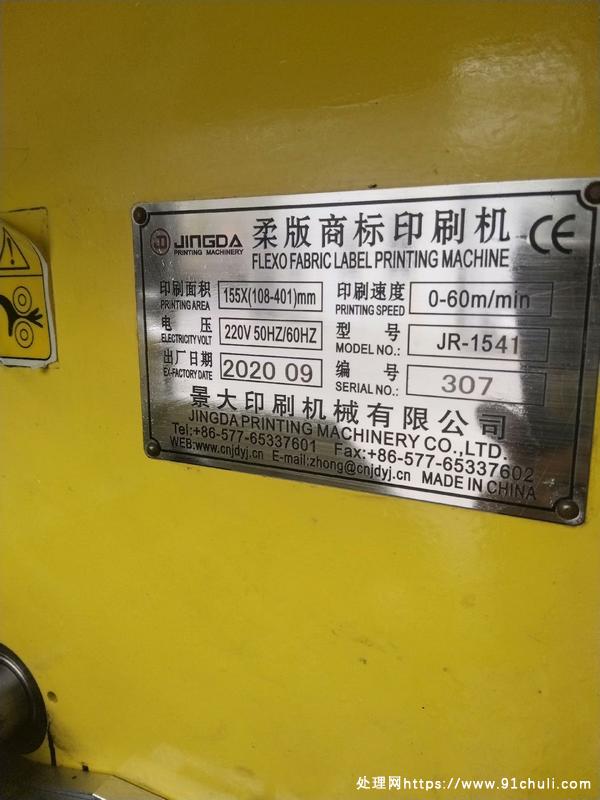 JD JINGDA
PRINTING MACHINERY
柔版商标印刷机
FLEXO FABRIC LABEL PRINTING MACHINE
CE
印刷面积 155X(108-401)mm 印刷速度 0-60m/min
PRINTING AREA PRINTING SPEED
电 压 220V 50HZ/60HZ 型 号 JR-1541
ELECTRICITY VOLT MODEL NO.:
出厂日期 2020 09 编 号 307
EX-FACTORY DATE SERIAL NO.:
景大印刷机械有限公司
JINGDA PRINTING MACHINERY CO.,LTD.
Tel:+86-577-65337601 Fax:+86-577-65337602
WEB:www.cnjdyj.cn E-mail:zhong@cnjdyj.cn MADE IN CHINA
处理网https://www.91chuli.com